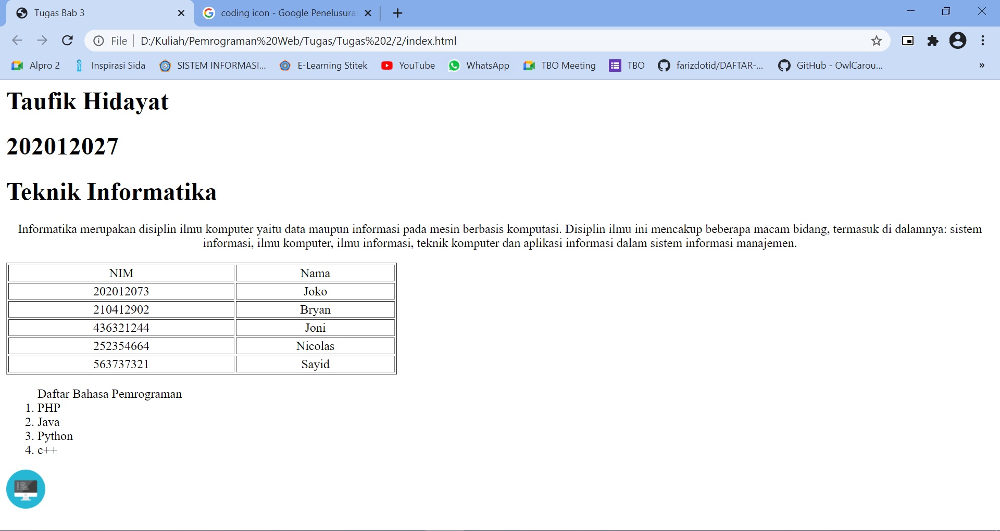 Tugas Bab 3
coding icon - Google Penelusura
File
D:/Kuliah/Pemrograman%20Web/Tugas/Tugas%202/2/index.html
Alpro 2
Inspirasi Sida
SISTEM INFORMASI...
E-Learning Stitek
YouTube
WhatsApp
TBO Meeting
TBO
farizdotid/DAFTAR-...
GitHub - OwlCarou...
»
Taufik Hidayat
202012027
Teknik Informatika
Informatika merupakan disiplin ilmu komputer yaitu data maupun informasi pada mesin berbasis komputasi. Disiplin ilmu ini mencakup beberapa macam bidang, termasuk di dalamnya: sistem
informasi, ilmu komputer, ilmu informasi, teknik komputer dan aplikasi informasi dalam sistem informasi manajemen.
NIM Nama
202012073 Joko
210412902 Bryan
436321244 Joni
252354664 Nicolas
563737321 Sayid
Daftar Bahasa Pemrograman
1. PHP
2. Java
3. Python
4. c++